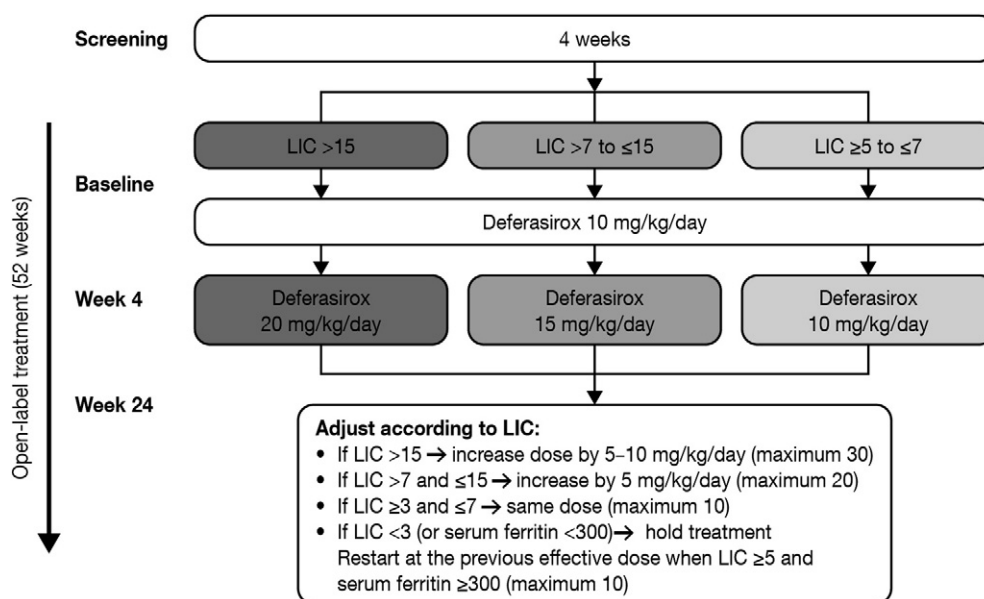 Screening
4 weeks
LIC >15
LIC >7 to ≤15
LIC ≥5 to ≤7
Baseline
Deferasirox 10 mg/kg/day
Week 4
Deferasirox
20 mg/kg/day
Deferasirox
15 mg/kg/day
Deferasirox
10 mg/kg/day
Open-label treatment (52 weeks)
Week 24
Adjust according to LIC:
• If LIC >15 → increase dose by 5–10 mg/kg/day (maximum 30)
• If LIC >7 and ≤15 → increase by 5 mg/kg/day (maximum 20)
• If LIC ≥3 and ≤7 → same dose (maximum 10)
• If LIC <3 (or serum ferritin <300) → hold treatment
Restart at the previous effective dose when LIC ≥5 and
serum ferritin ≥300 (maximum 10)